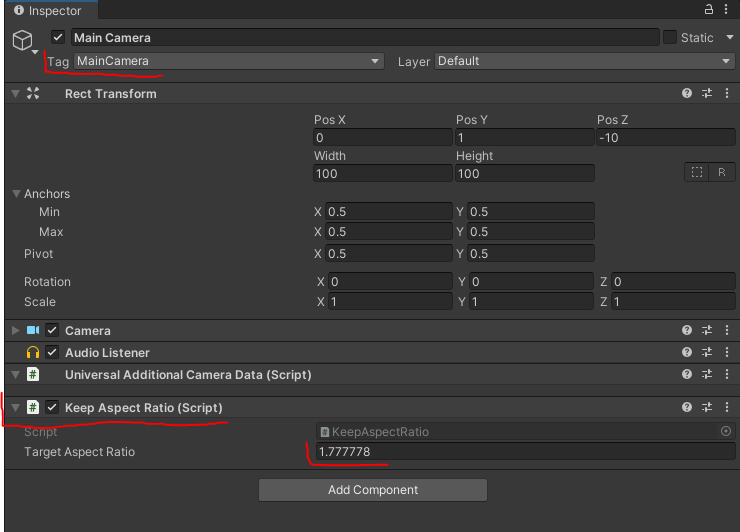 Inspector
Main Camera
Static
Tag MainCamera Layer Default
Rect Transform
Pos X Pos Y Pos Z
0 1 -10
Width Height
100 100 R
Anchors
Min X 0.5 Y 0.5
Max X 0.5 Y 0.5
Pivot X 0.5 Y 0.5
Rotation X 0 Y 0 Z 0
Scale X 1 Y 1 Z 1
Camera
Audio Listener
# Universal Additional Camera Data (Script)
# Keep Aspect Ratio (Script)
Script # KeepAspectRatio
Target Aspect Ratio 1.777778
Add Component